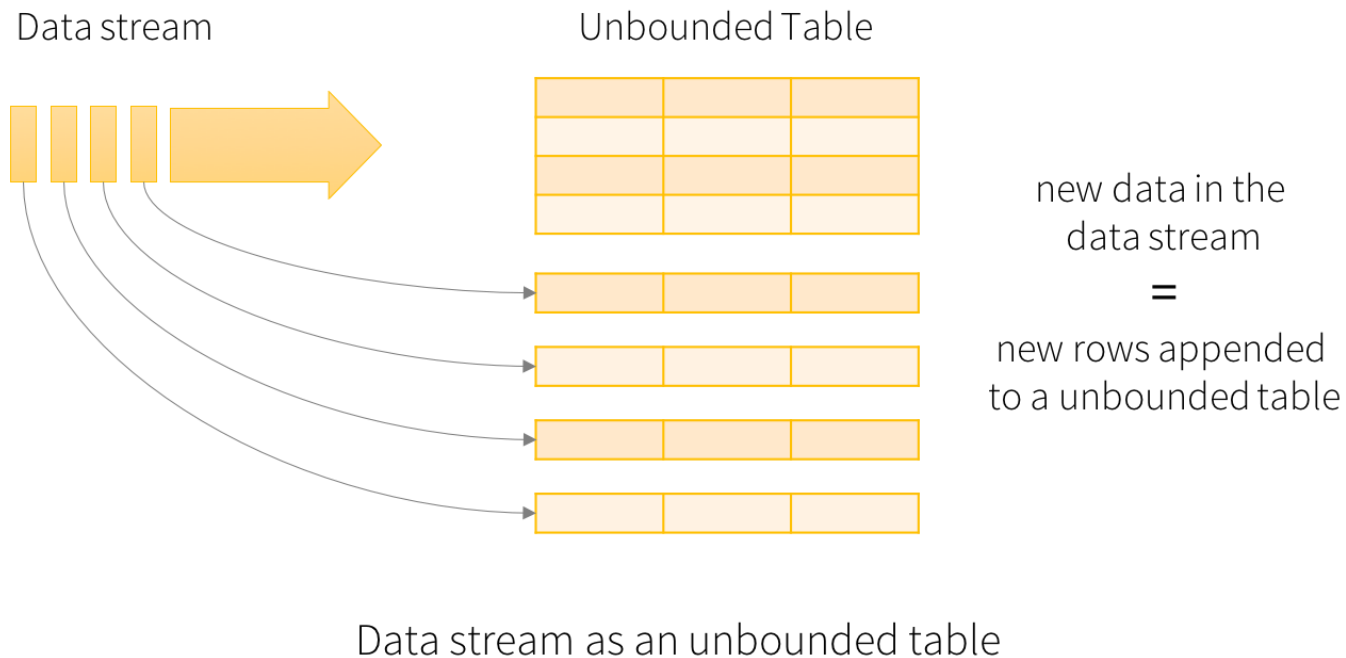 Data stream
Unbounded Table
new data in the
data stream
=
new rows appended
to a unbounded table
Data stream as an unbounded table